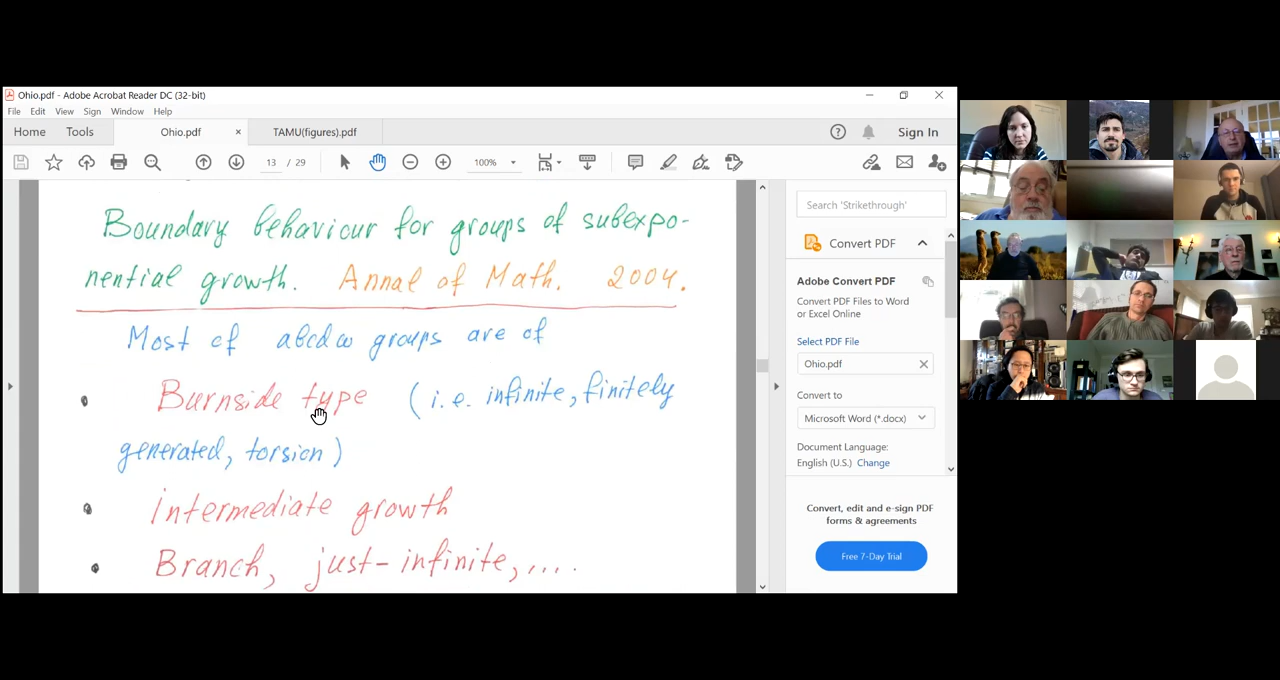 Ohio.pdf - Adobe Acrobat Reader DC (32-bit)
File Edit View Sign Window Help
Home Tools Ohio.pdf × TAMU(figures).pdf Sign In
13 / 29 100%
Boundary behaviour for groups of subexpo-
nential growth. Annal of Math. 2004.
Most of abcdw groups are of
• Burnside type (i.e. infinite, finitely
generated, torsion)
• Intermediate growth
• Branch, just-infinite, ....
Search 'Strikethrough'
Convert PDF
Adobe Convert PDF
Convert PDF Files to Word
or Excel Online
Select PDF File
Ohio.pdf
Convert to
Microsoft Word (*.docx)
Document Language:
English (U.S.) Change
Convert, edit and e-sign PDF
forms & agreements
Free 7-Day Trial